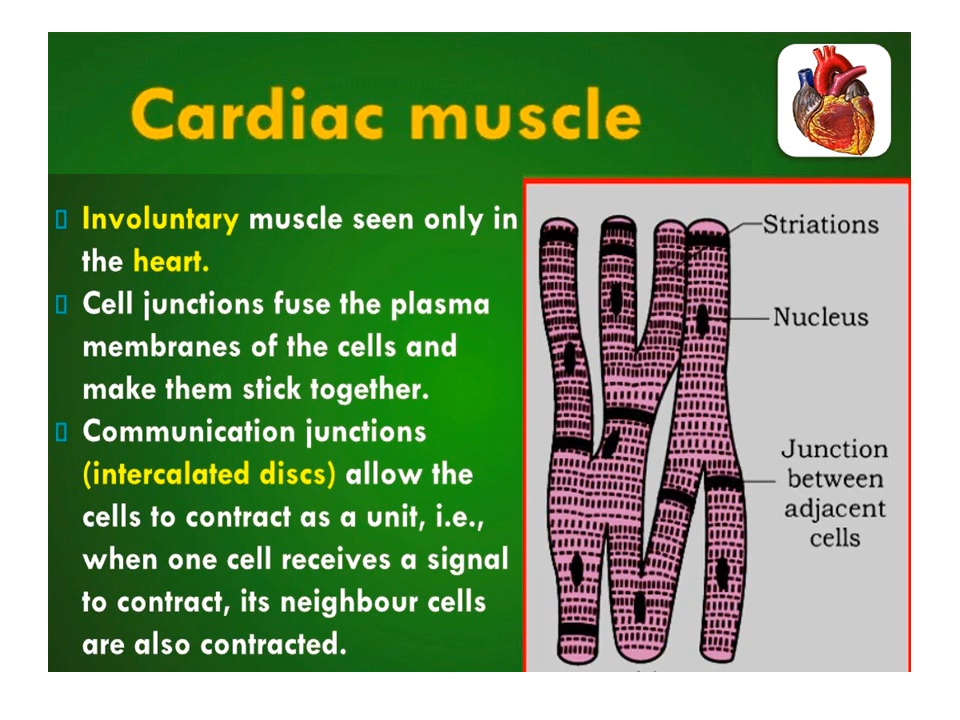 Cardiac muscle
Involuntary muscle seen only in
the heart.
Cell junctions fuse the plasma
membranes of the cells and
make them stick together.
Communication junctions
(intercalated discs) allow the
cells to contract as a unit, i.e.,
when one cell receives a signal
to contract, its neighbour cells
are also contracted.
Striations
Nucleus
Junction
between
adjacent
cells